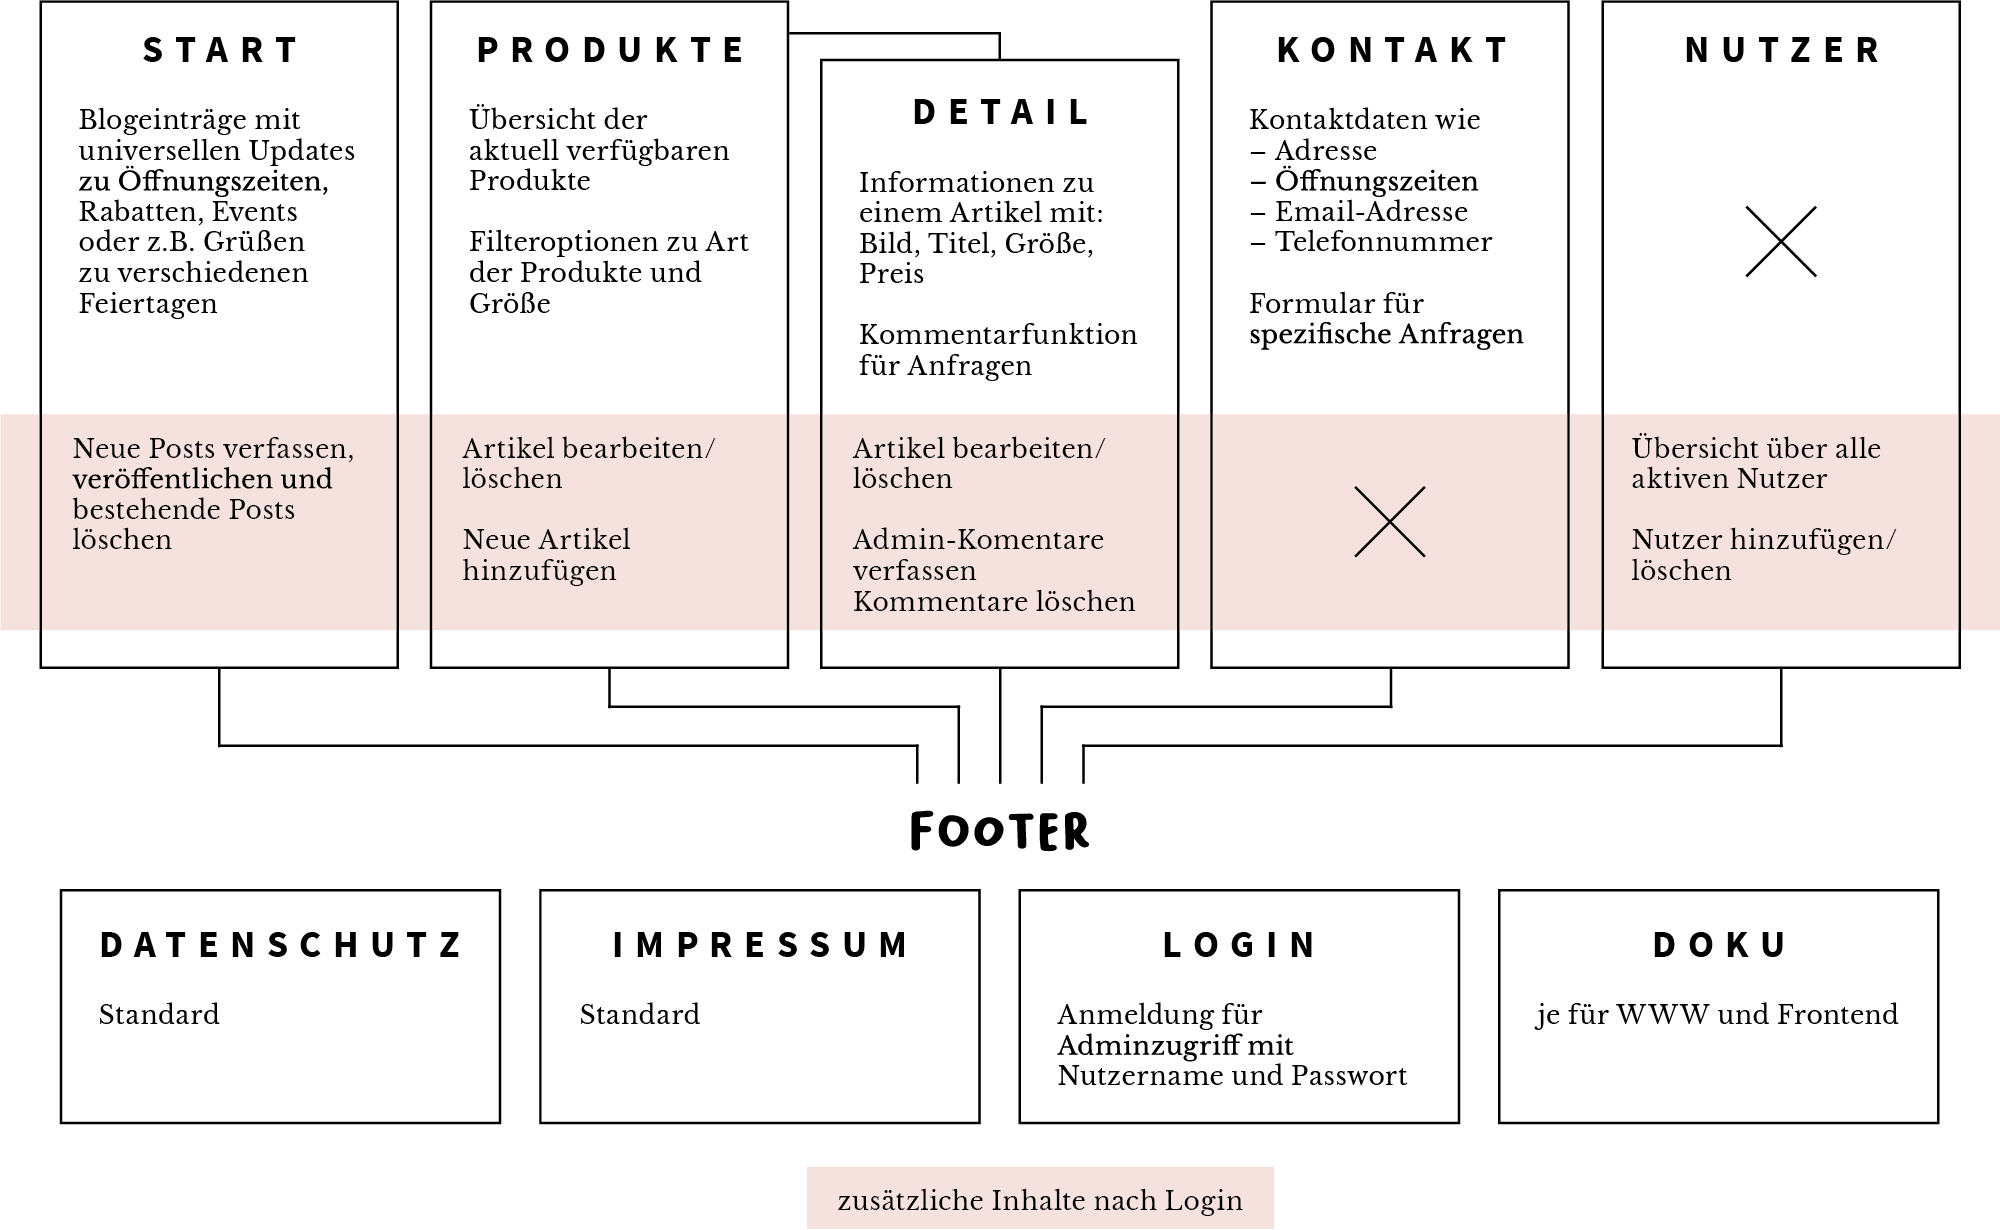 START
Blogeinträge mit
universellen Updates
zu Öffnungszeiten,
Rabatten, Events
oder z.B. Grüßen
zu verschiedenen
Feiertagen
Neue Posts verfassen,
veröffentlichen und
bestehende Posts
löschen
PRODUKTE
Übersicht der
aktuell verfügbaren
Produkte
Filteroptionen zu Art
der Produkte und
Größe
Artikel bearbeiten/
löschen
Neue Artikel
hinzufügen
DETAIL
Informationen zu
einem Artikel mit:
Bild, Titel, Größe,
Preis
Kommentarfunktion
für Anfragen
Artikel bearbeiten/
löschen
Admin-Komentare
verfassen
Kommentare löschen
KONTAKT
Kontaktdaten wie
– Adresse
– Öffnungszeiten
– Email-Adresse
– Telefonnummer
Formular für
spezifische Anfragen
NUTZER
Übersicht über alle
aktiven Nutzer
Nutzer hinzufügen/
löschen
FOOTER
DATENSCHUTZ
Standard
IMPRESSUM
Standard
LOGIN
Anmeldung für
Adminzugriff mit
Nutzername und Passwort
DOKU
je für WWW und Frontend
zusätzliche Inhalte nach Login